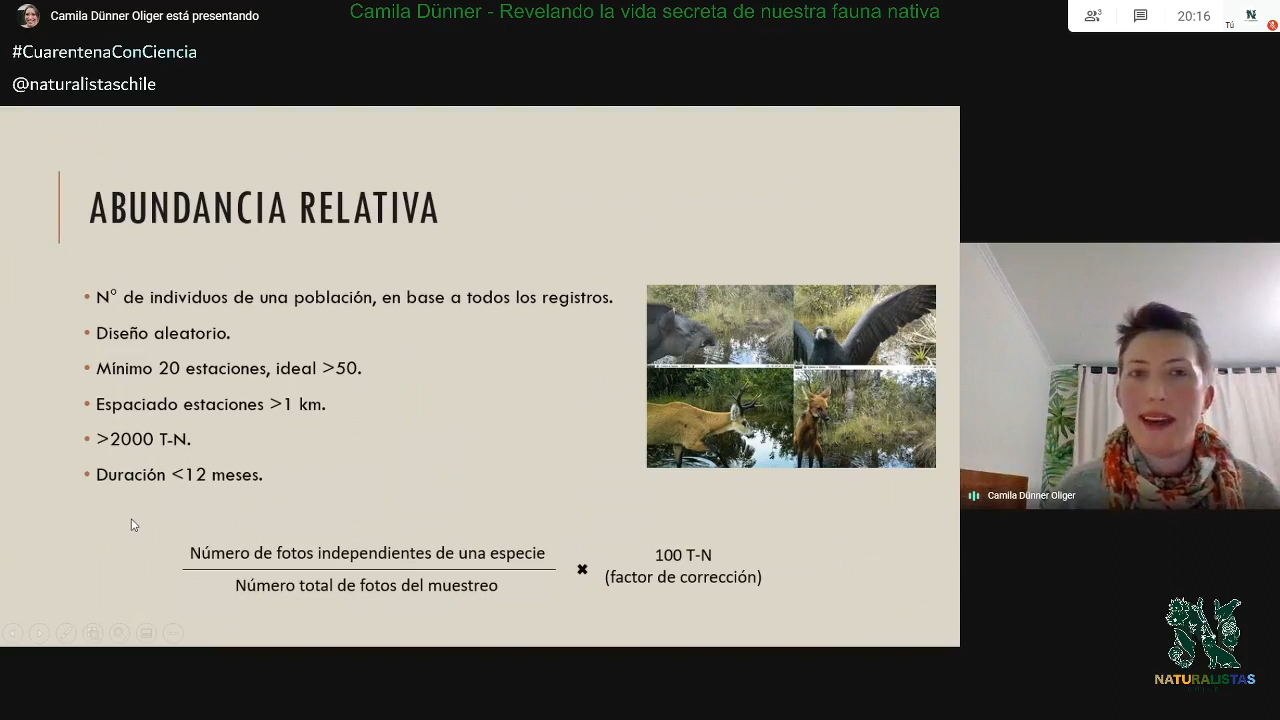 Camila Dünner Oliger está presentando
Camila Dünner - Revelando la vida secreta de nuestra fauna nativa
3
20:16
Tú
#CuarentenaConCiencia
@naturalistaschile
ABUNDANCIA RELATIVA
• N° de individuos de una población, en base a todos los registros.
• Diseño aleatorio.
• Mínimo 20 estaciones, ideal >50.
• Espaciado estaciones >1 km.
• >2000 T-N.
• Duración <12 meses.
Número de fotos independientes de una especie
Número total de fotos del muestreo
✖
100 T-N
(factor de corrección)
Camila Dünner Oliger
NATURALISTAS
CHILE